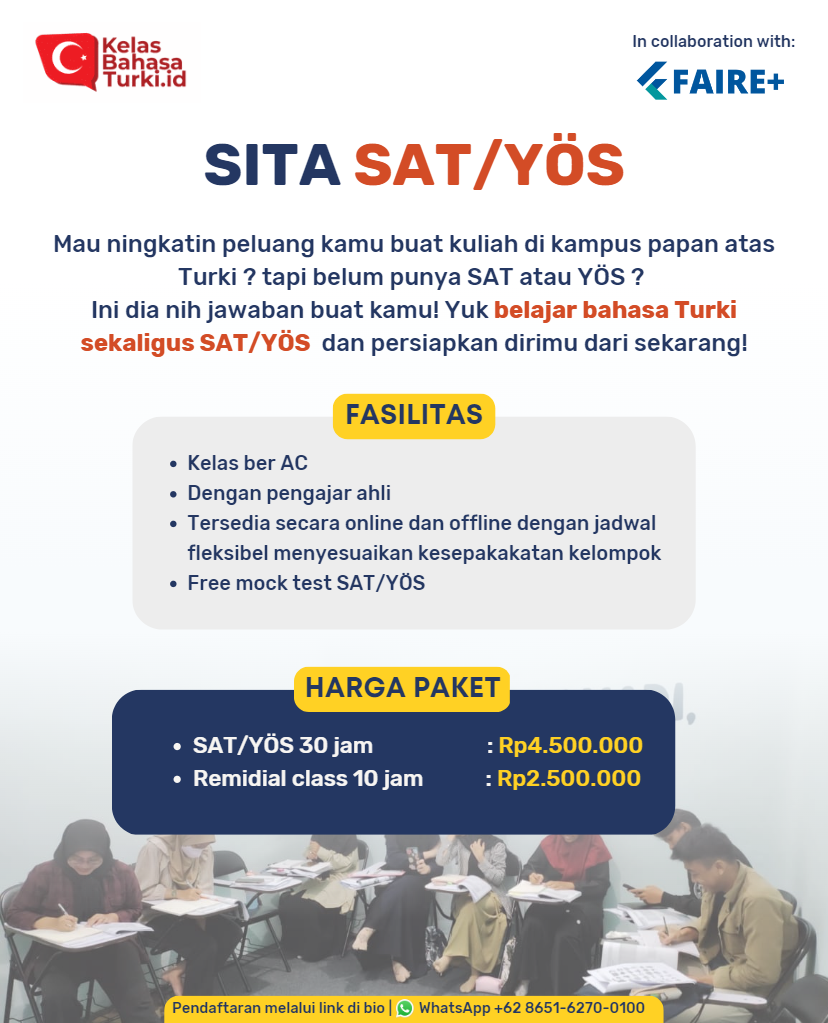 Kelas
Bahasa
Turki.id
In collaboration with:
FAIRE+
SITA SAT/YÖS
Mau ningkatin peluang kamu buat kuliah di kampus papan atas
Turki ? tapi belum punya SAT atau YÖS ?
Ini dia nih jawaban buat kamu! Yuk belajar bahasa Turki
sekaligus SAT/YÖS dan persiapkan dirimu dari sekarang!
FASILITAS
• Kelas ber AC
• Dengan pengajar ahli
• Tersedia secara online dan offline dengan jadwal
fleksibel menyesuaikan kesepakakatan kelompok
• Free mock test SAT/YÖS
HARGA PAKET
• SAT/YÖS 30 jam : Rp4.500.000
• Remidial class 10 jam : Rp2.500.000
Pendaftaran melalui link di bio | WhatsApp +62 8651-6270-0100